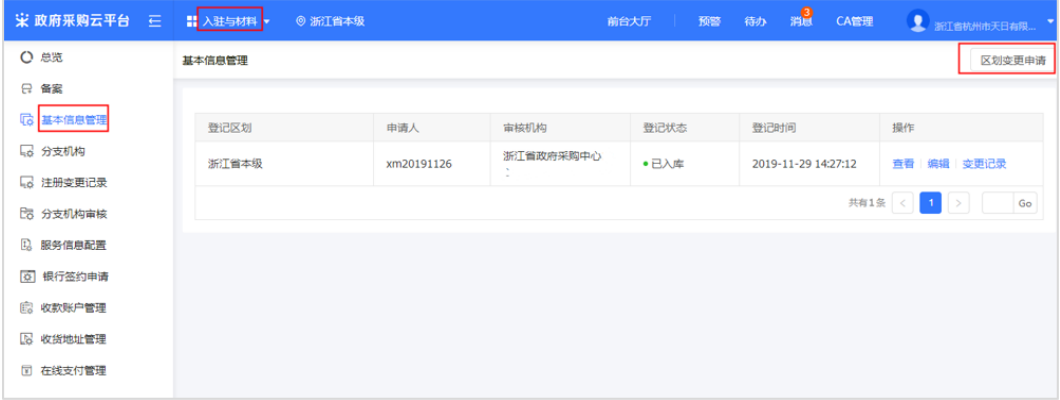 政府采购云平台 入驻与材料 浙江省本级 前台大厅 预警 待办 消息 3 CA管理 浙江省杭州市天日有限...
总览
备案
基本信息管理
分支机构
注册变更记录
分支机构审核
服务信息配置
银行签约申请
收款账户管理
收货地址管理
在线支付管理
基本信息管理 区划变更申请
登记区划 申请人 审核机构 登记状态 登记时间 操作
浙江省本级 xm20191126 浙江省政府采购中心 已入库 2019-11-29 14:27:12 查看 编辑 变更记录
共有1条 < 1 > Go